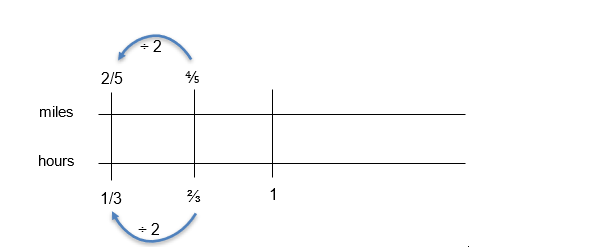 ÷ 2
2/5 ⅘
miles
hours
1/3 ⅔ 1
÷ 2